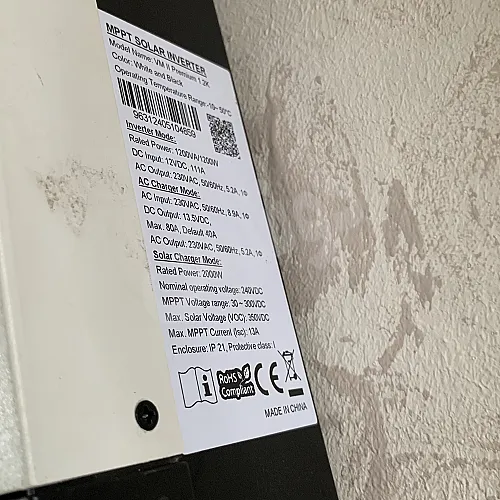 MPPT SOLAR INVERTER
Model Name: VM II Premium 1.2K
Color: White and Black
Operating Temperature Range:-10~ 50°C
96312405104859
Inverter Mode:
Rated Power: 1200VA/1200W
DC Input: 12VDC, 111A
AC Output: 230VAC, 50/60Hz, 5.2A, 1Φ
AC Charger Mode:
AC Input: 230VAC, 50/60Hz, 8.9A, 1Φ
DC Output: 13.5VDC,
Max. 80A, Default 40A
AC Output: 230VAC, 50/60Hz, 5.2A, 1Φ
Solar Charger Mode:
Rated Power: 2000W
Nominal operating voltage: 240VDC
MPPT Voltage range: 30 ~ 300VDC
Max. Solar Voltage (VOC): 350VDC
Max. MPPT Current (Isc): 13A
Enclosure: IP 21, Protective class: I
i
RoHS
Compliant
CE
MADE IN CHINA